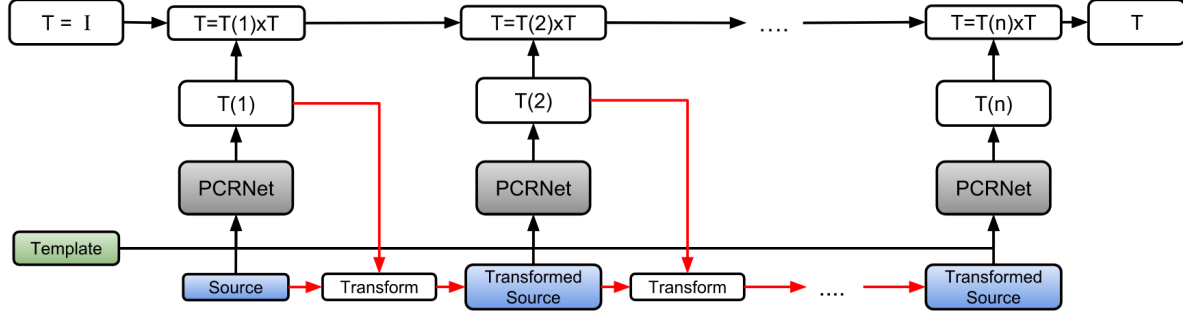 T = I
T=T(1)xT
T=T(2)xT
....
T=T(n)xT
T
T(1)
T(2)
T(n)
PCRNet
PCRNet
PCRNet
Template
Source
Transform
Transformed
Source
Transform
....
Transformed
Source